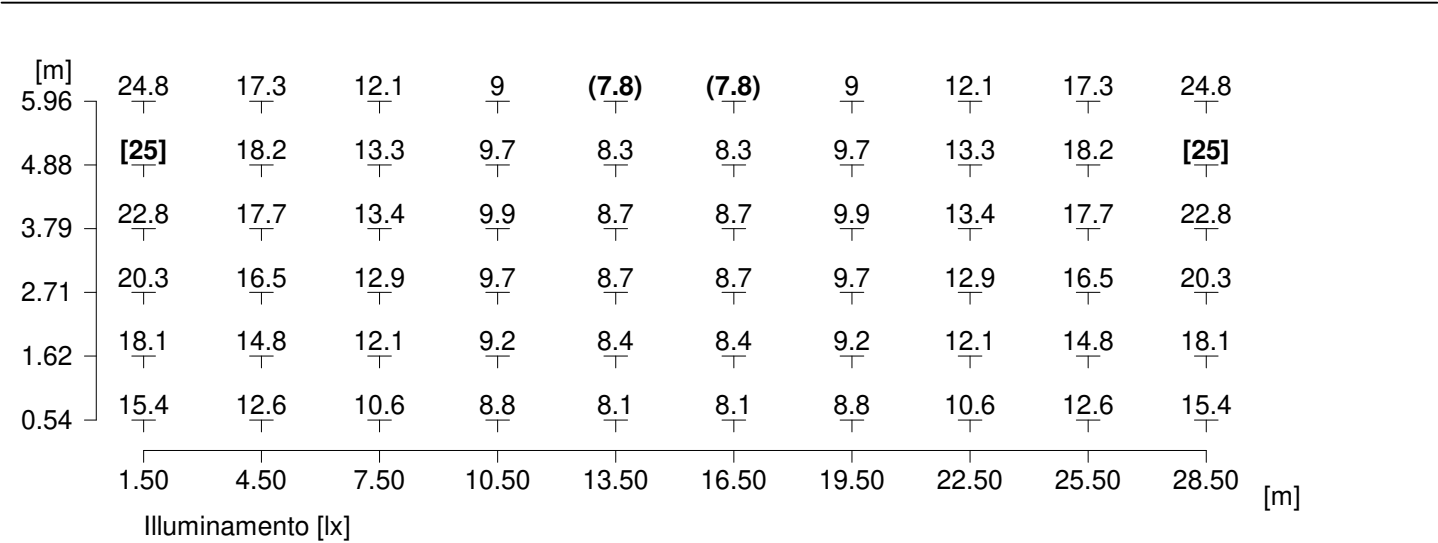 [m]
24.8 17.3 12.1 9 (7.8) (7.8) 9 12.1 17.3 24.8
5.96
[25] 18.2 13.3 9.7 8.3 8.3 9.7 13.3 18.2 [25]
4.88
22.8 17.7 13.4 9.9 8.7 8.7 9.9 13.4 17.7 22.8
3.79
20.3 16.5 12.9 9.7 8.7 8.7 9.7 12.9 16.5 20.3
2.71
18.1 14.8 12.1 9.2 8.4 8.4 9.2 12.1 14.8 18.1
1.62
15.4 12.6 10.6 8.8 8.1 8.1 8.8 10.6 12.6 15.4
0.54
1.50 4.50 7.50 10.50 13.50 16.50 19.50 22.50 25.50 28.50
[m]
Illuminamento [lx]